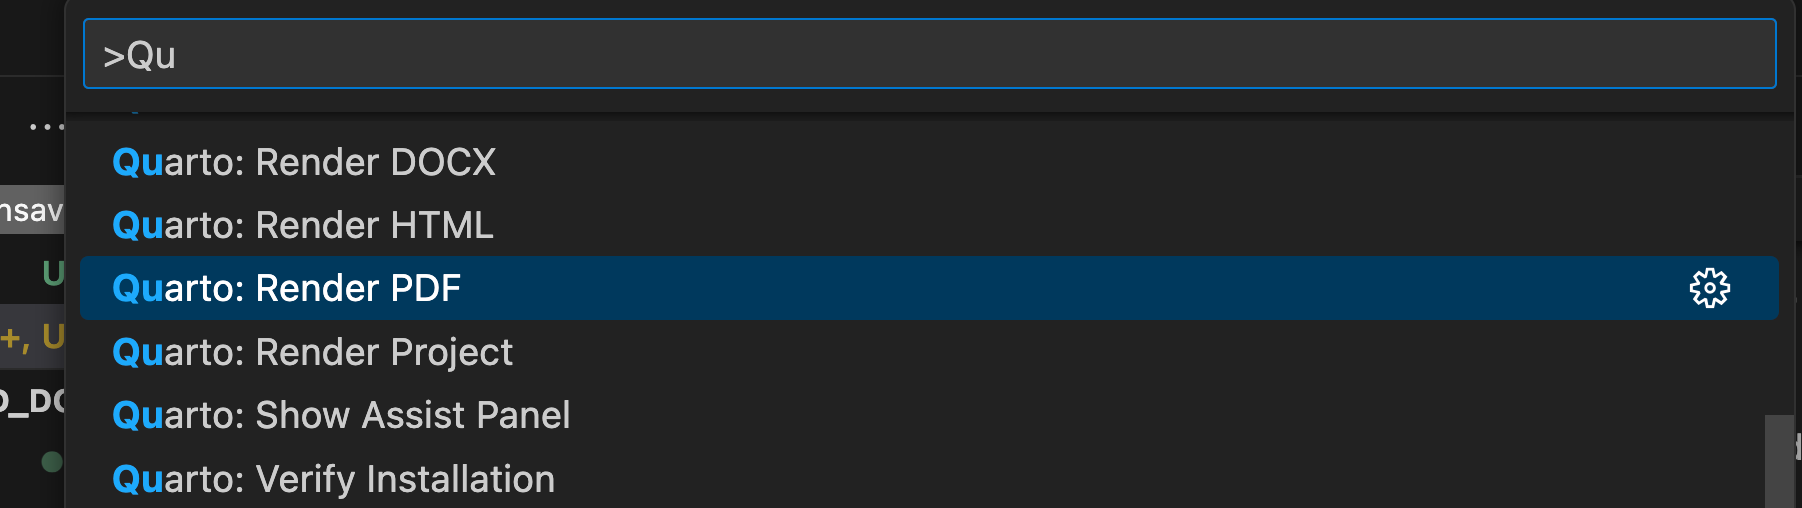 >Qu
...
Quarto: Render DOCX
nsav
Quarto: Render HTML
U
Quarto: Render PDF
+, U
Quarto: Render Project
Quarto: Show Assist Panel
Quarto: Verify Installation